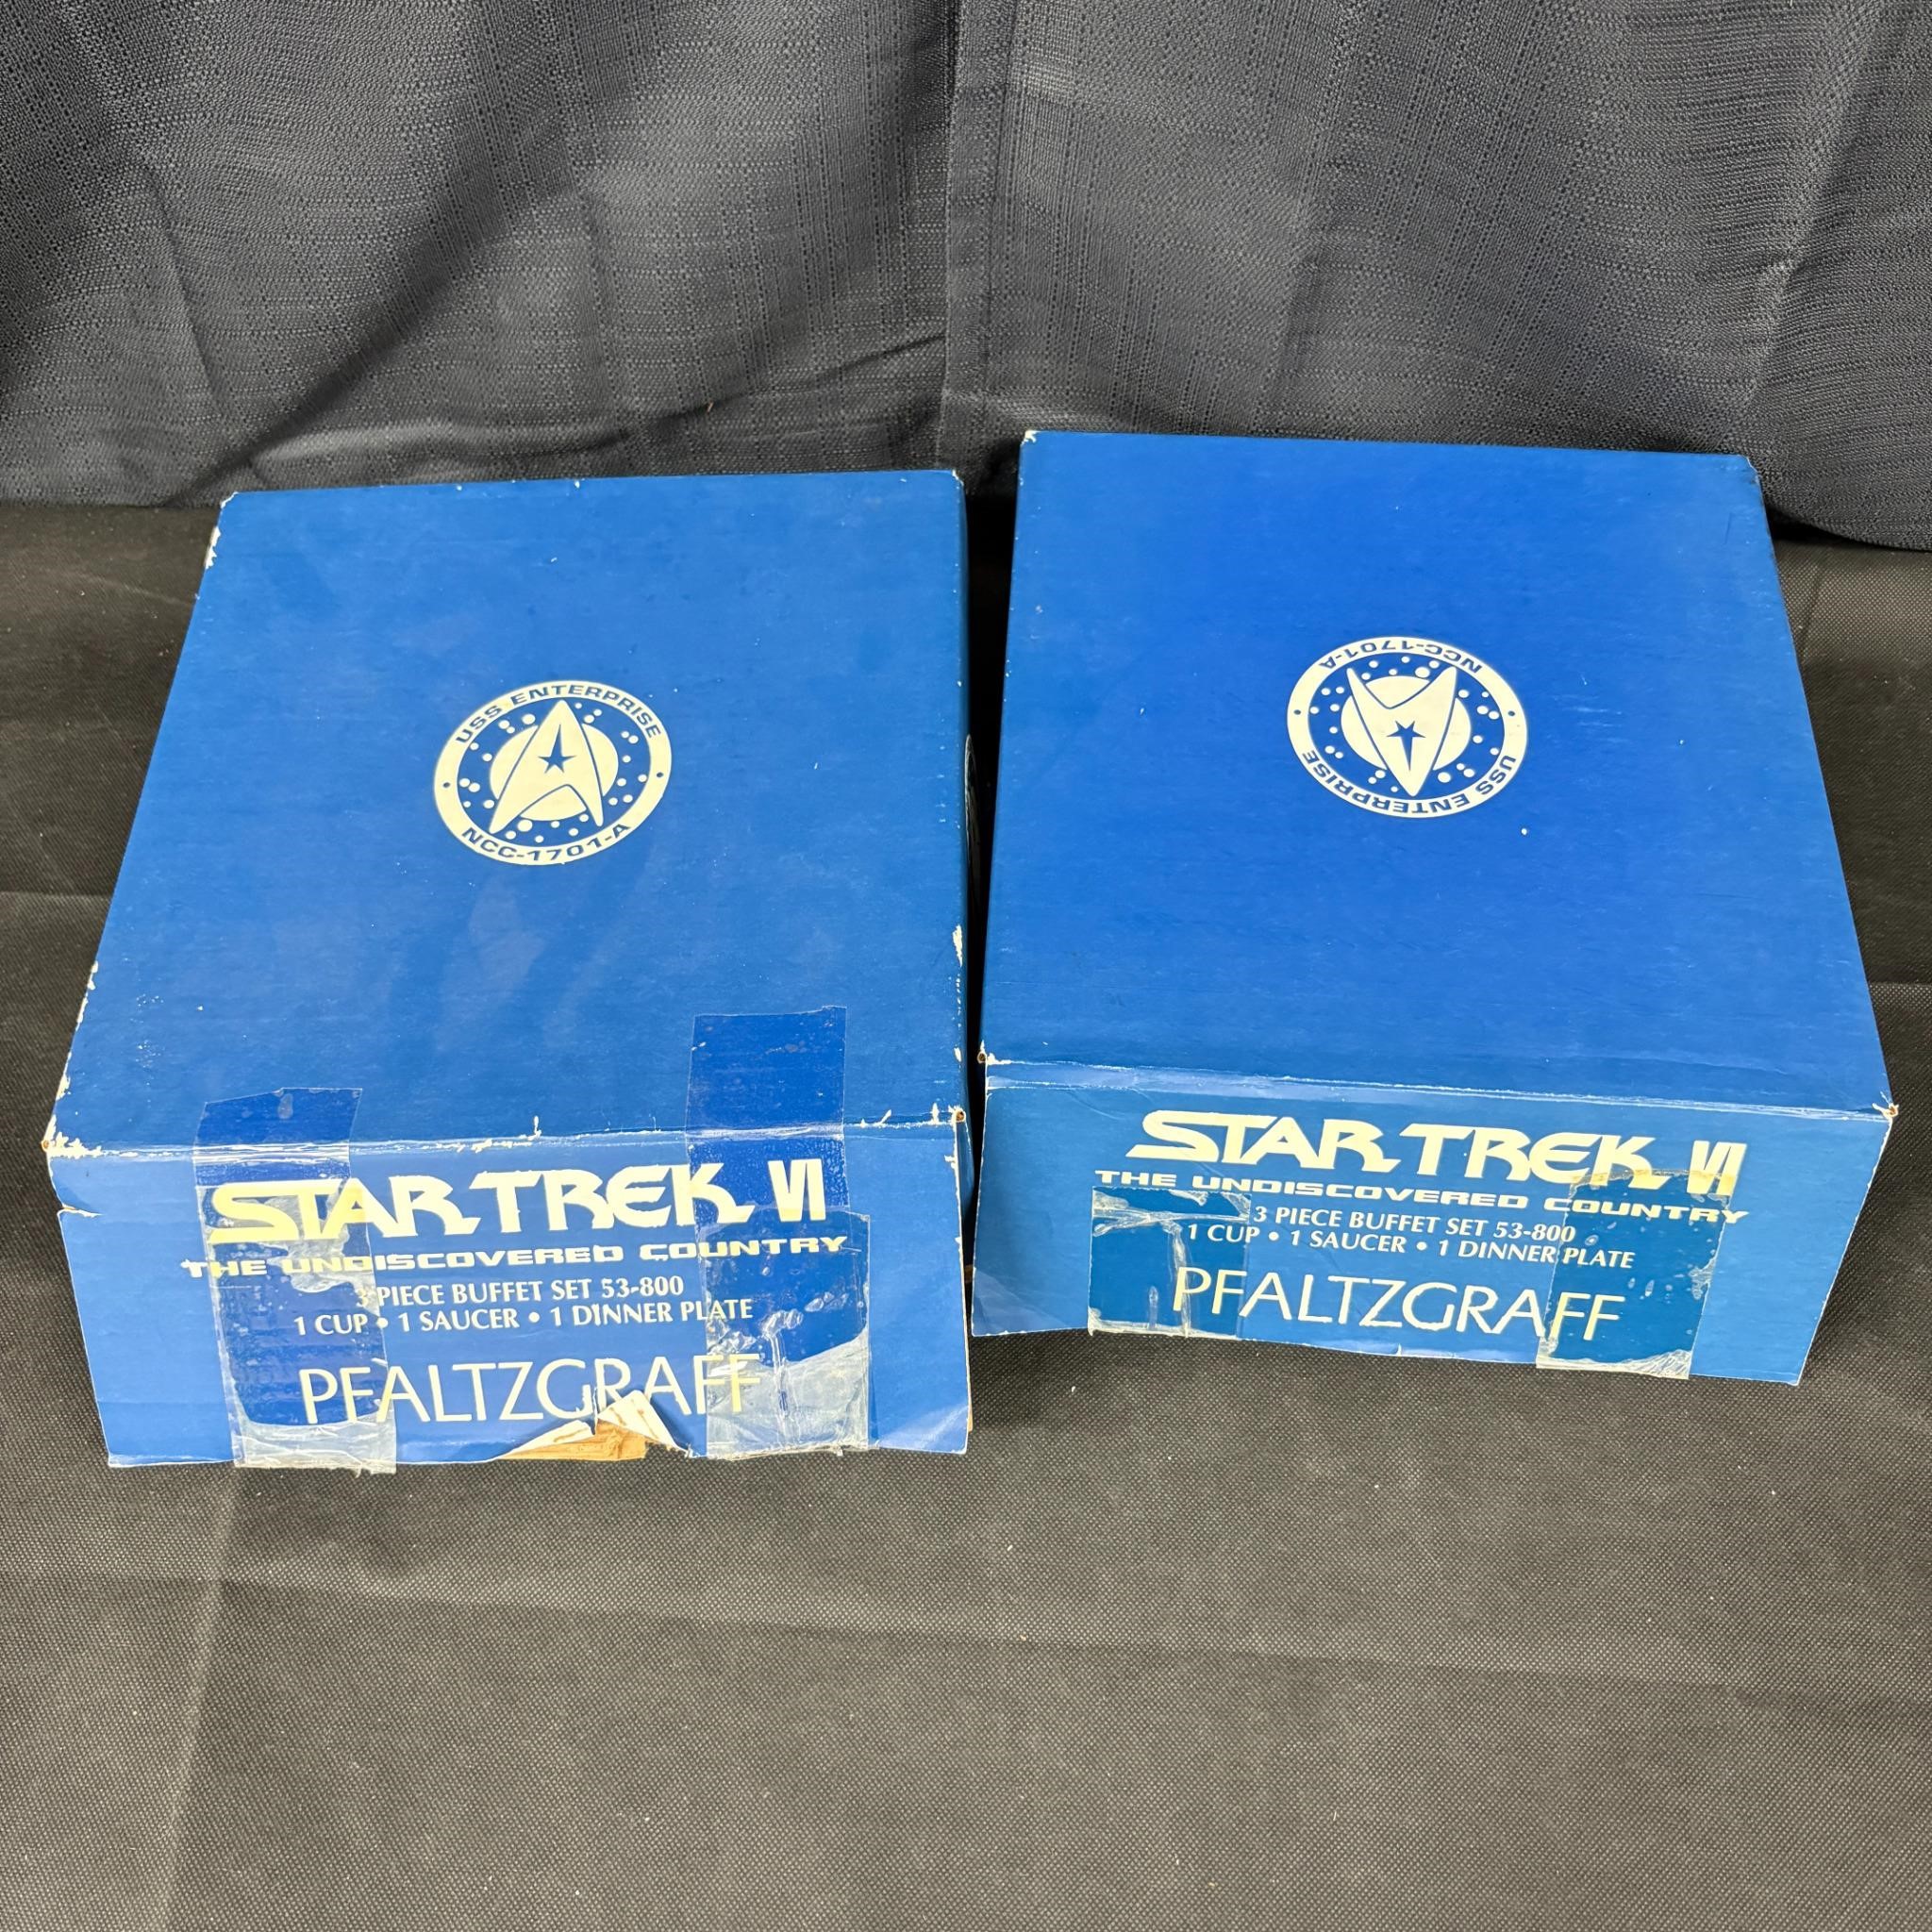 USS ENTERPRISE
NCC-1701-A
STAR TREK VI
THE UNDISCOVERED COUNTRY
3 PIECE BUFFET SET 53-800
1 CUP • 1 SAUCER • 1 DINNER PLATE
PFALTZGRAFF
NCC-1701-A
USS ENTERPRISE
STAR TREK VI
THE UNDISCOVERED COUNTRY
3 PIECE BUFFET SET 53-800
1 CUP • 1 SAUCER • 1 DINNER PLATE
PFALTZGRAFF